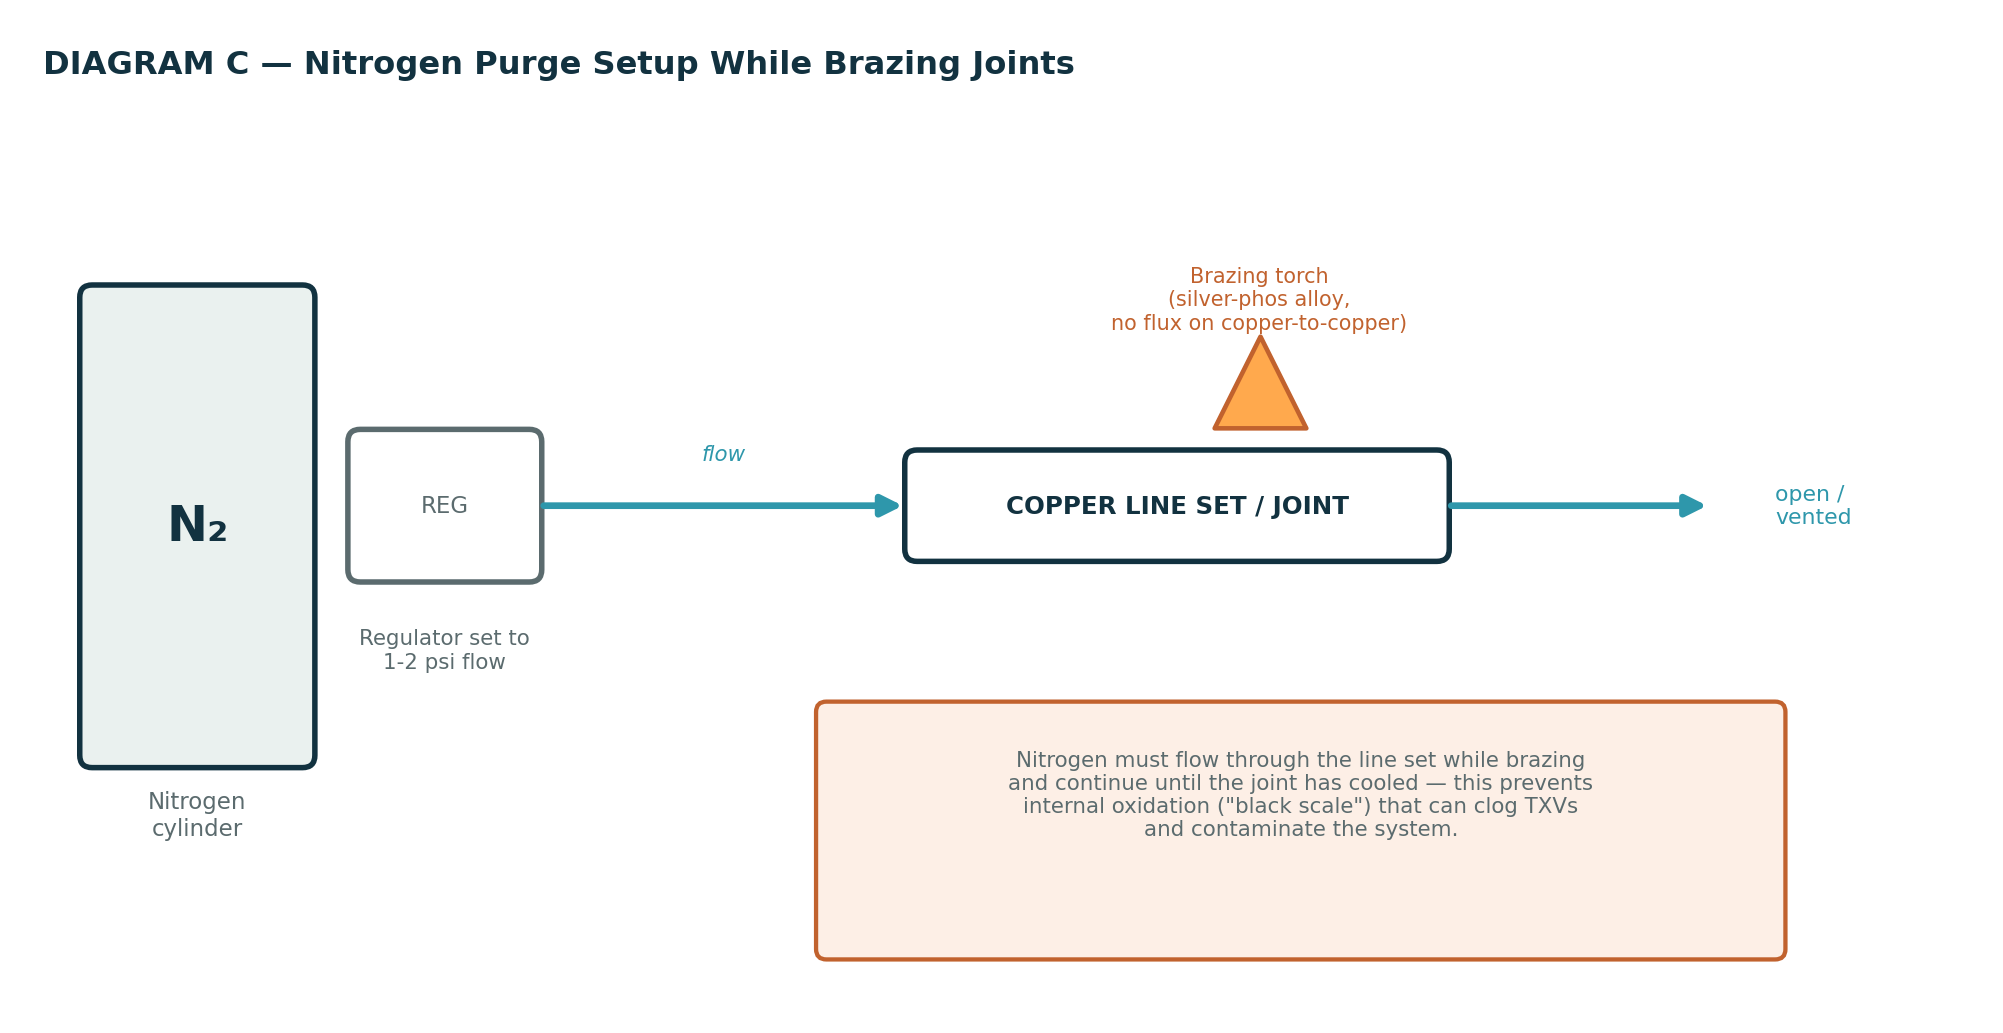 DIAGRAM C — Nitrogen Purge Setup While Brazing Joints
Brazing torch
(silver-phos alloy,
no flux on copper-to-copper)
N₂
REG
flow
COPPER LINE SET / JOINT
open /
vented
Regulator set to
1-2 psi flow
Nitrogen
cylinder
Nitrogen must flow through the line set while brazing
and continue until the joint has cooled — this prevents
internal oxidation ("black scale") that can clog TXVs
and contaminate the system.